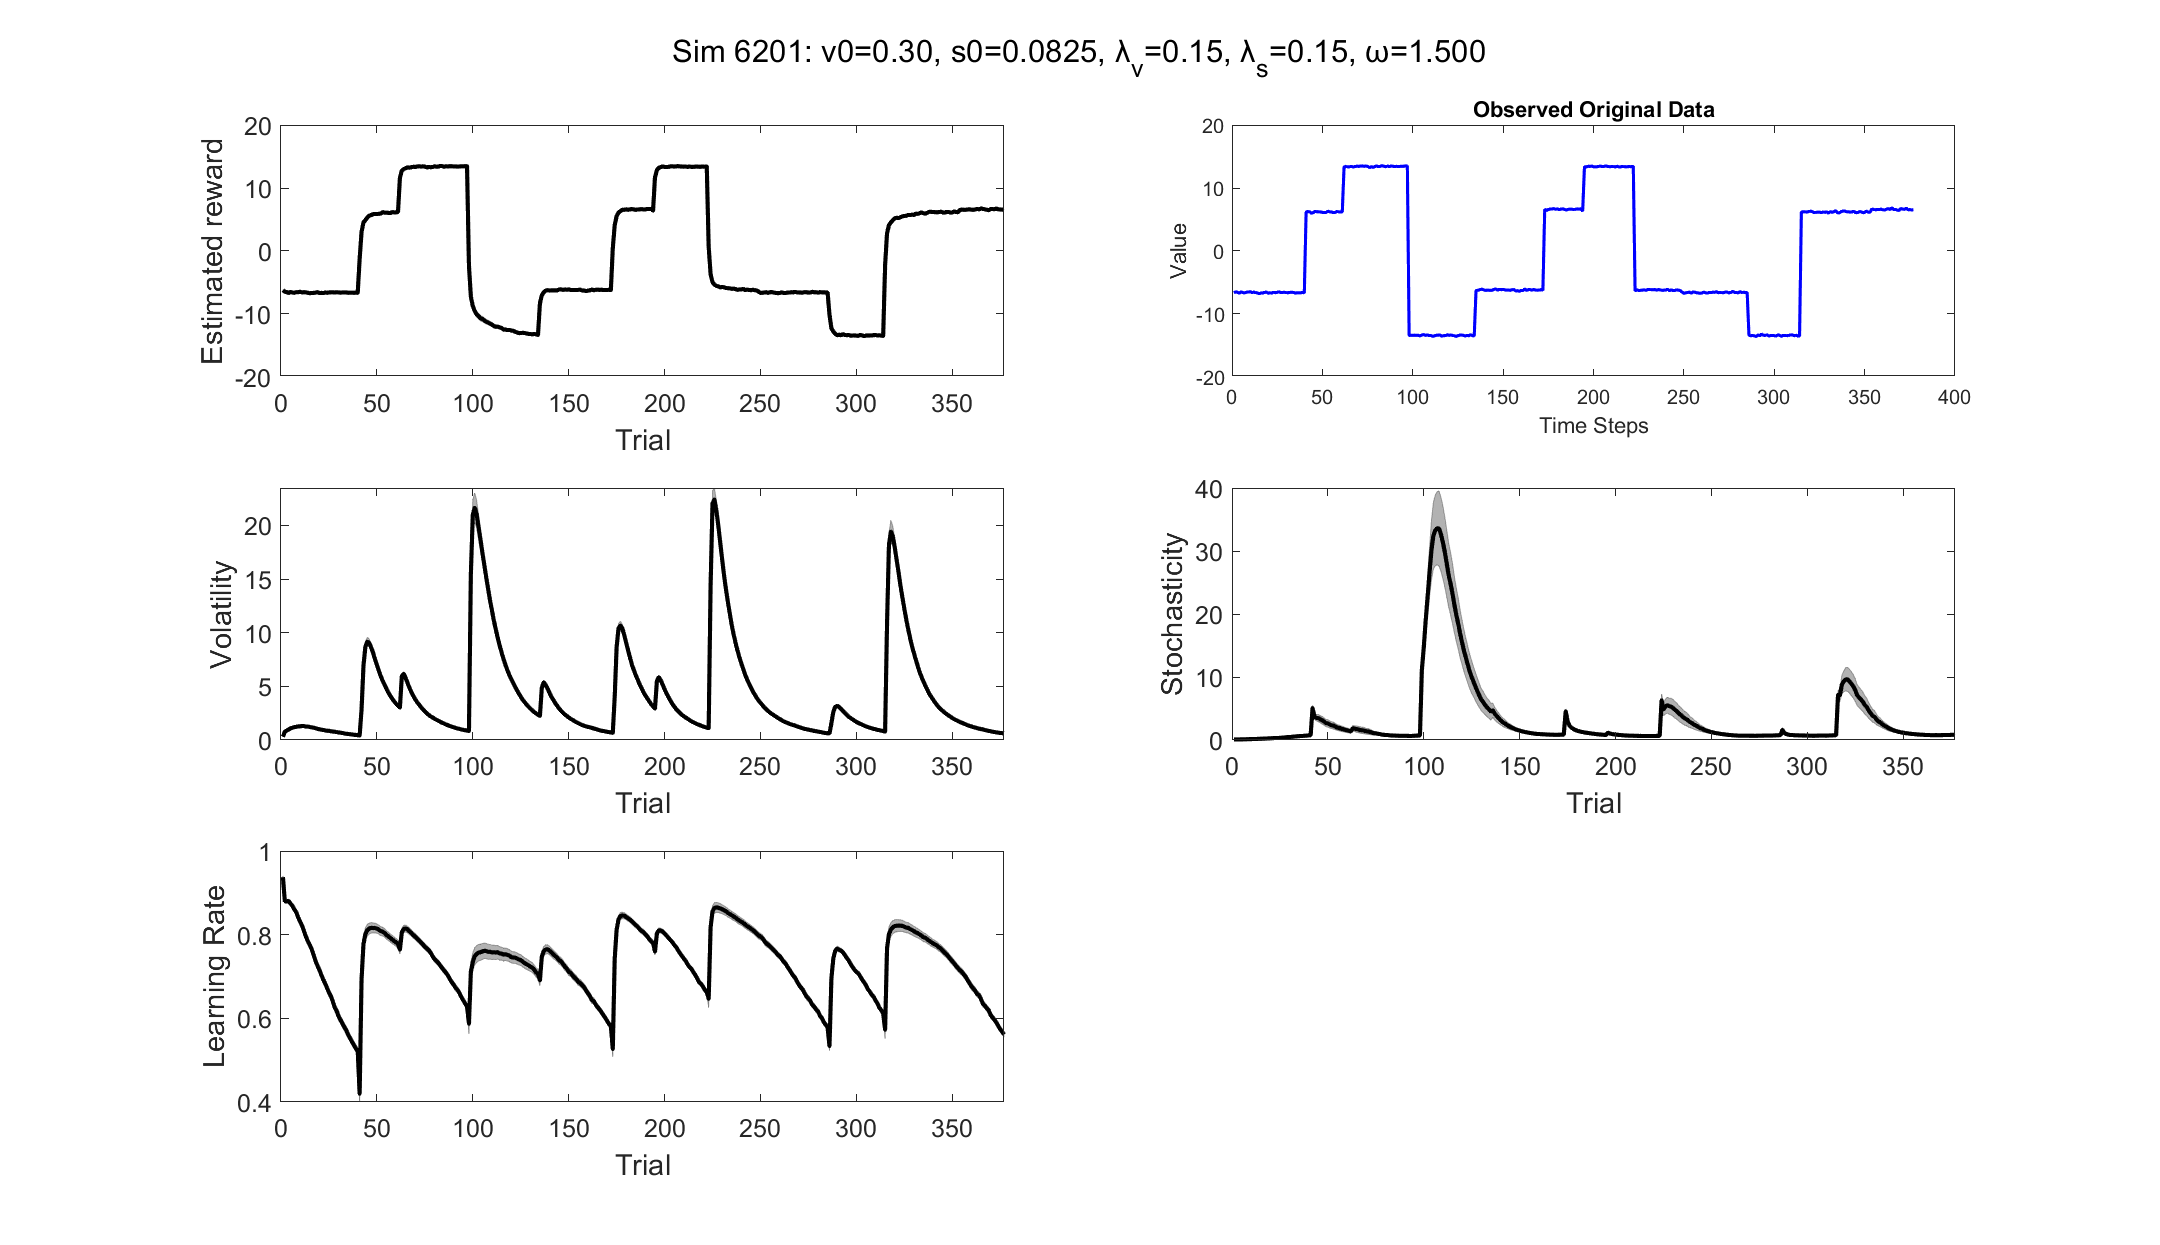 Sim 6201: v0=0.30, s0=0.0825, λv=0.15, λs=0.15, ω=1.500
20
10
0
-10
-20
0 50 100 150 200 250 300 350
Estimated reward
Trial
Observed Original Data
20
10
0
-10
-20
0 50 100 150 200 250 300 350 400
Value
Time Steps
20
15
10
5
0
0 50 100 150 200 250 300 350
Volatility
Trial
40
30
20
10
0
0 50 100 150 200 250 300 350
Stochasticity
Trial
1
0.8
0.6
0.4
0 50 100 150 200 250 300 350
Learning Rate
Trial